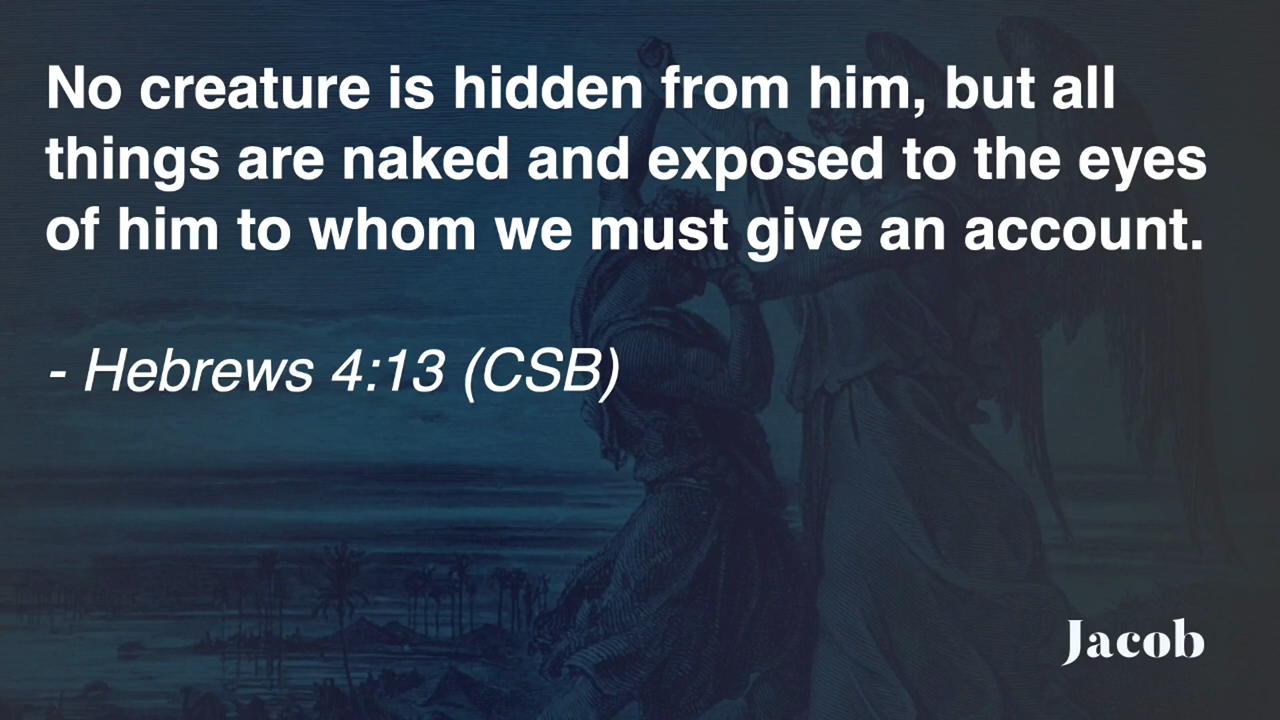 No creature is hidden from him, but all
things are naked and exposed to the eyes
of him to whom we must give an account.
- Hebrews 4:13 (CSB)
Jacob